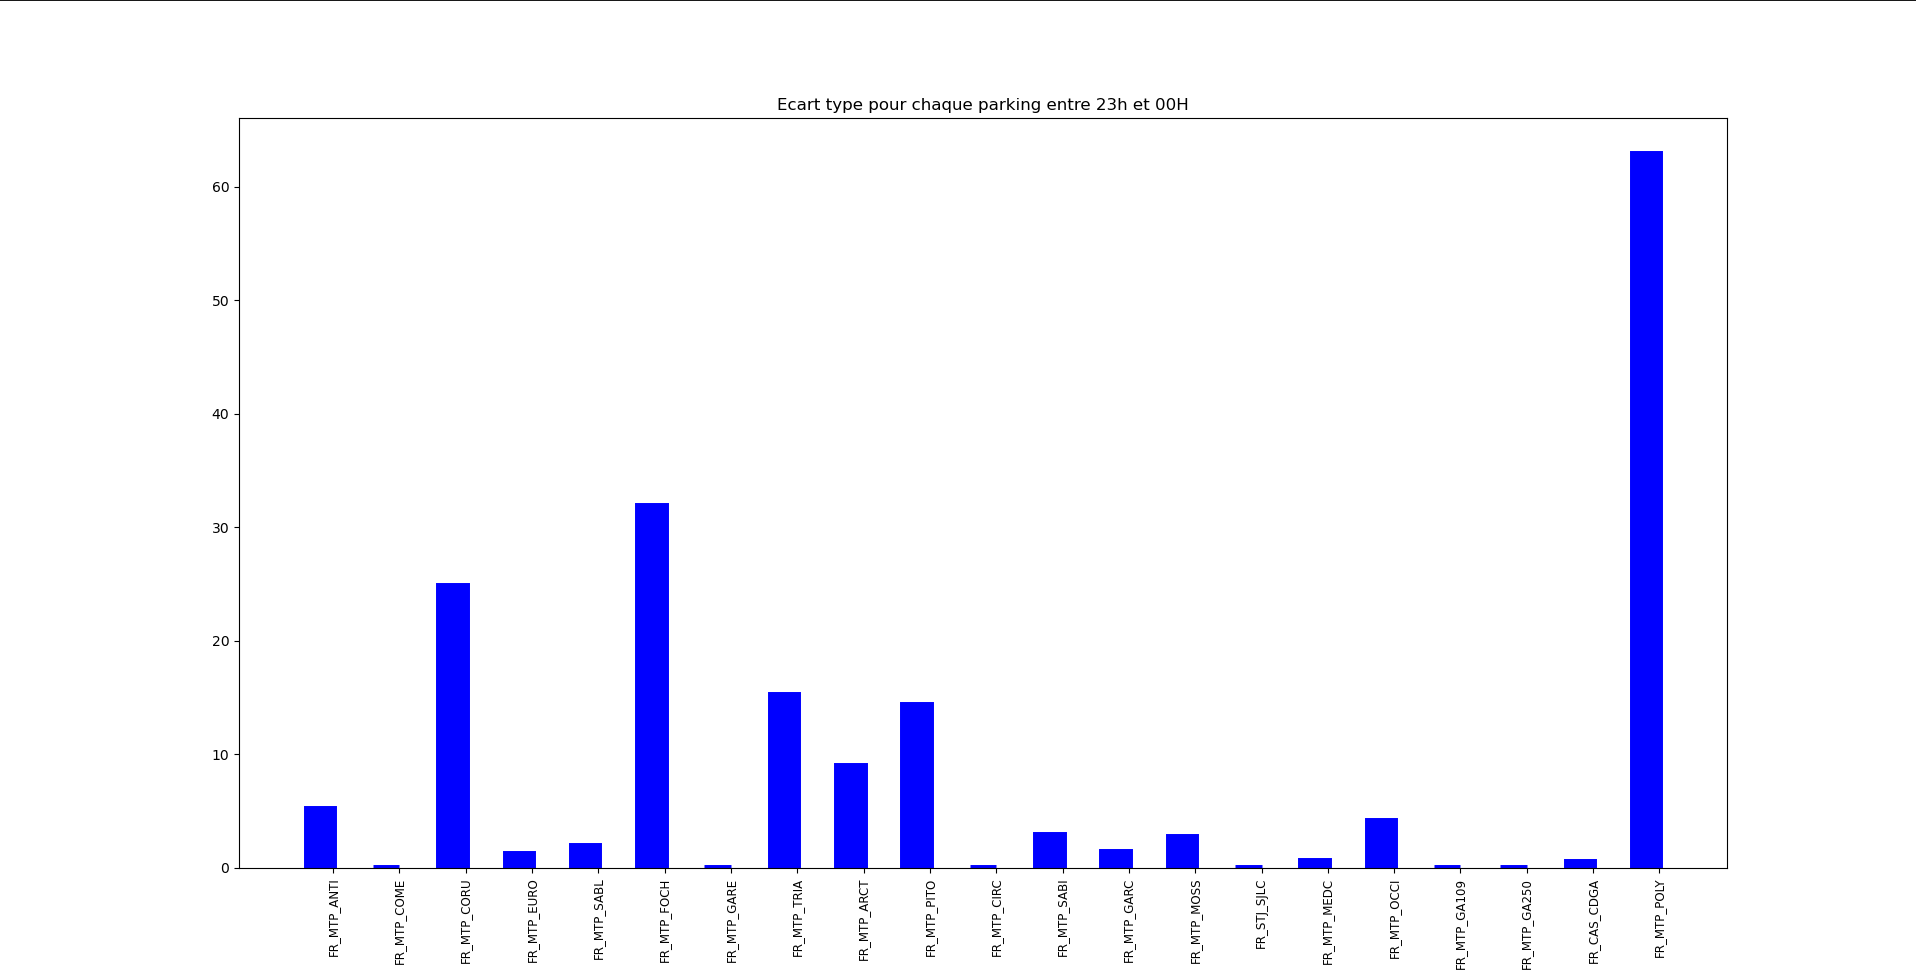 Ecart type pour chaque parking entre 23h et 00H
60
50
40
30
20
10
0
FR_MTP_ANTI
FR_MTP_COME
FR_MTP_CORU
FR_MTP_EURO
FR_MTP_SABL
FR_MTP_FOCH
FR_MTP_GARE
FR_MTP_TRIA
FR_MTP_ARCT
FR_MTP_PITO
FR_MTP_CIRC
FR_MTP_SABI
FR_MTP_GARC
FR_MTP_MOSS
FR_STJ_SJLC
FR_MTP_MEDC
FR_MTP_OCCI
FR_MTP_GA109
FR_MTP_GA250
FR_CAS_CDGA
FR_MTP_POLY